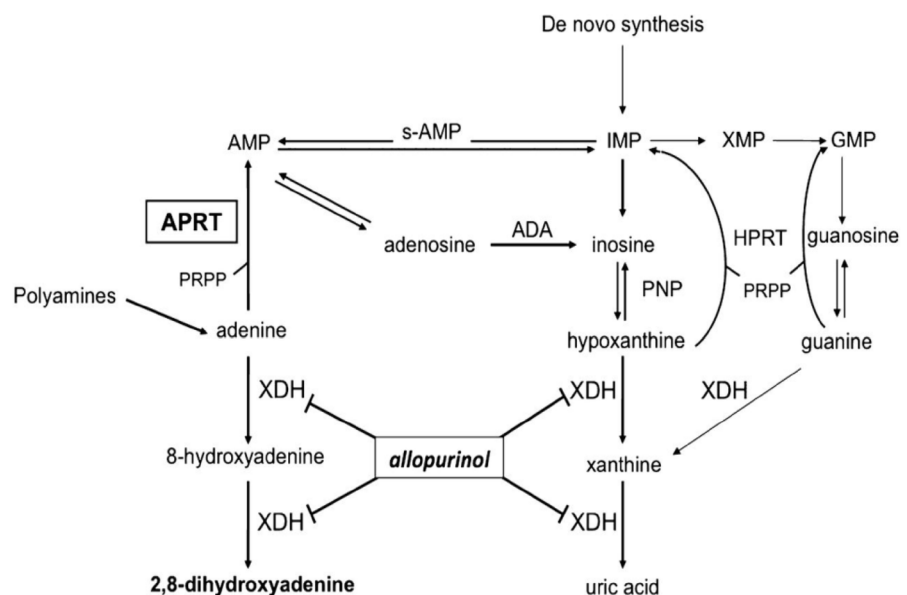 De novo synthesis
AMP
s-AMP
IMP
XMP
GMP
APRT
PRPP
adenosine
ADA
inosine
HPRT
guanosine
PNP
PRPP
Polyamines
adenine
hypoxanthine
guanine
XDH
XDH
XDH
8-hydroxyadenine
allopurinol
xanthine
XDH
XDH
2,8-dihydroxyadenine
uric acid